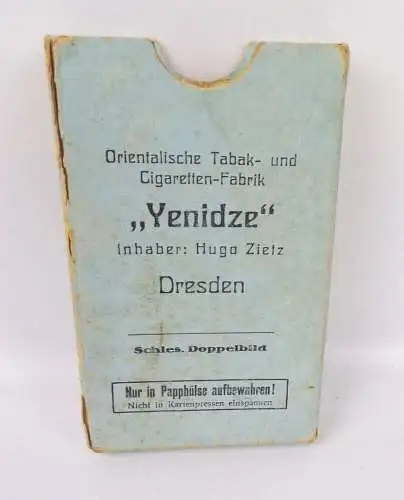 Orientalische Tabak- und
Cigaretten-Fabrik
„Yenidze“
Inhaber: Hugo Zietz
Dresden
Schles. Doppelbild
Nur in Papphülse aufbewahren!
Nicht in Kartenpressen einspannen